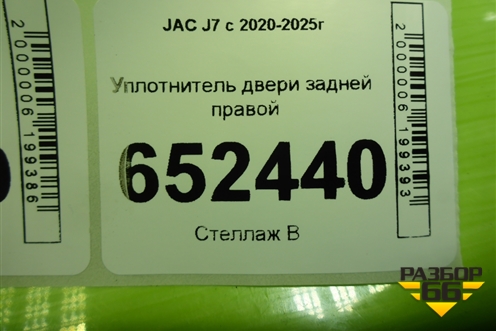 JAC J7 с 2020-2025г
Уплотнитель двери задней
правой
652440
Стеллаж В
2000006199393
2000006199386
РАЗБОР
66